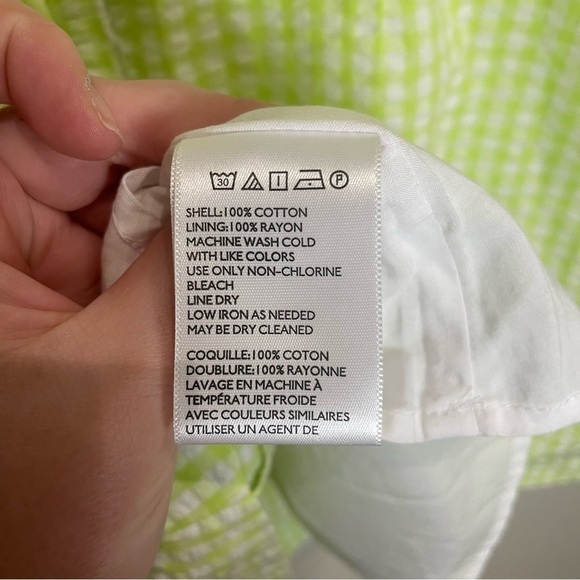 30 P
SHELL:100% COTTON
LINING:100% RAYON
MACHINE WASH COLD
WITH LIKE COLORS
USE ONLY NON-CHLORINE
BLEACH
LINE DRY
LOW IRON AS NEEDED
MAY BE DRY CLEANED
COQUILLE:100% COTON
DOUBLURE:100% RAYONNE
LAVAGE EN MACHINE À
TEMPÉRATURE FROIDE
AVEC COULEURS SIMILAIRES
UTILISER UN AGENT DE